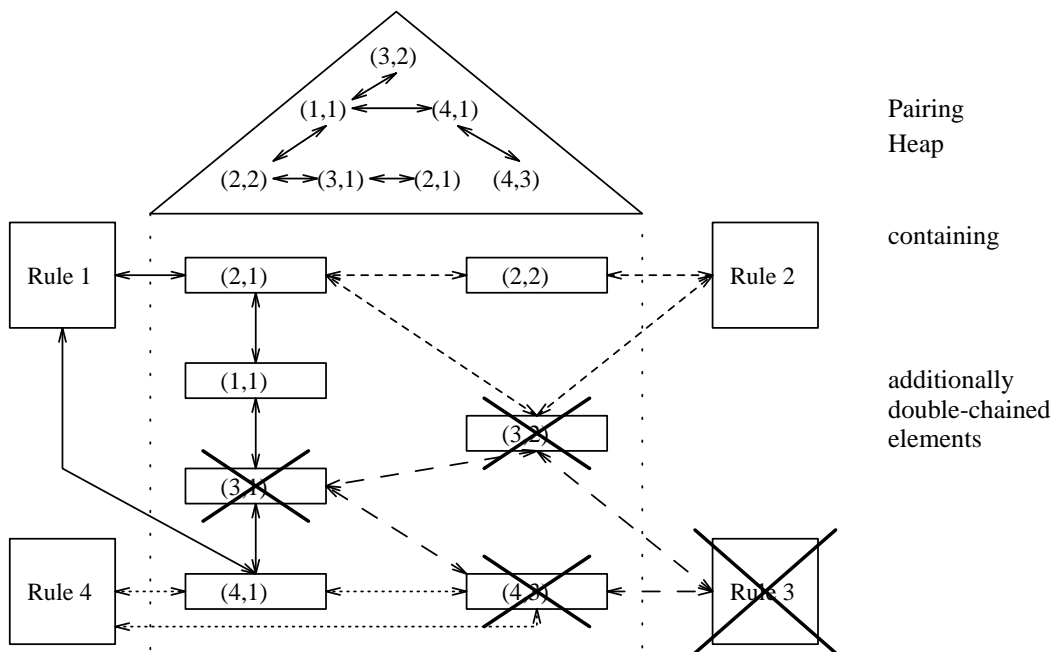 (3,2)
(1,1) (4,1)
Pairing
Heap
(2,2) (3,1) (2,1) (4,3)
containing
Rule 1 (2,1) (2,2) Rule 2
(1,1)
additionally
double-chained
elements
(3,2)
(3,1)
Rule 4 (4,1) (4,3) Rule 3